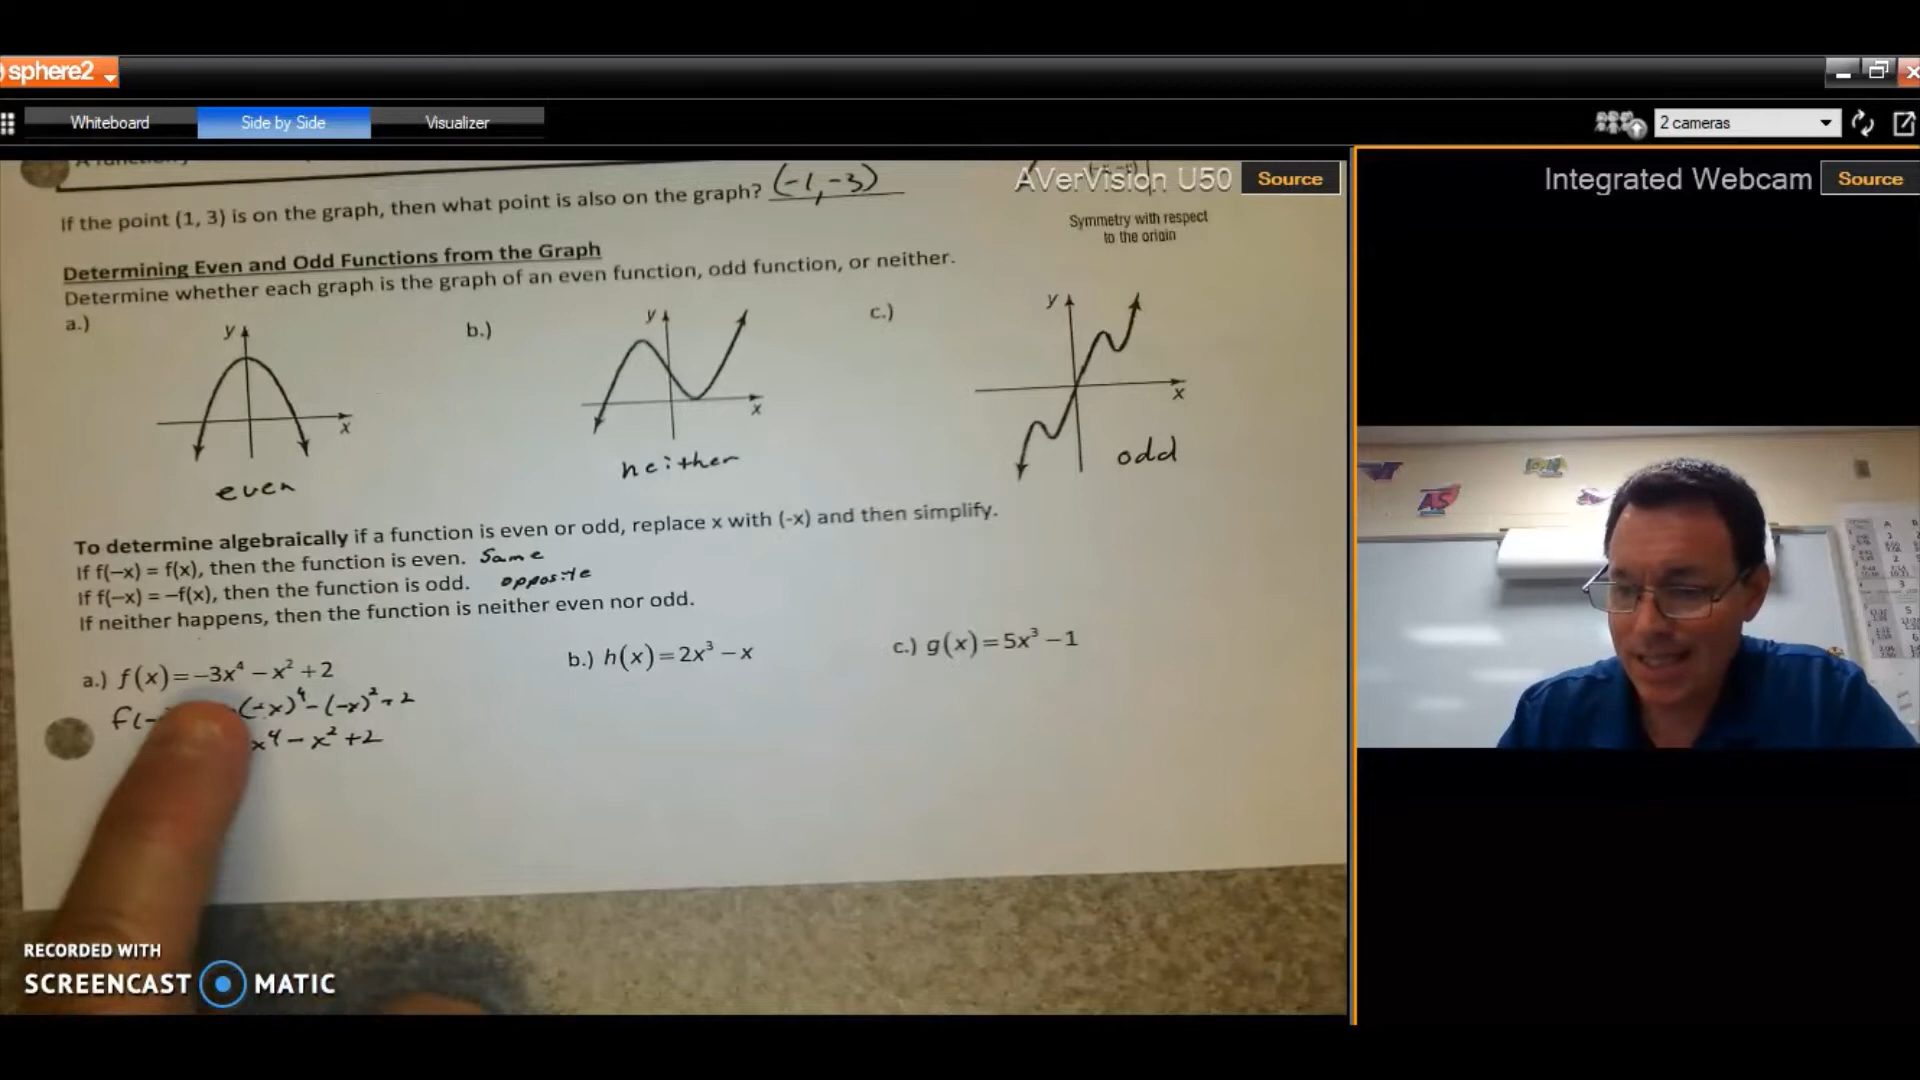 sphere2
Whiteboard
Side by Side
Visualizer
2 cameras
AVerVision U50
Source
Integrated Webcam
Source
A function
If the point (1, 3) is on the graph, then what point is also on the graph? (-1, -3)
Symmetry with respect
to the origin
Determining Even and Odd Functions from the Graph
Determine whether each graph is the graph of an even function, odd function, or neither.
a.)
b.)
c.)
y
x
y
x
y
x
even
neither
odd
To determine algebraically if a function is even or odd, replace x with (-x) and then simplify.
If f(−x) = f(x), then the function is even. Same
If f(−x) = −f(x), then the function is odd. opposite
If neither happens, then the function is neither even nor odd.
a.) f(x)=−3x⁴ −x² +2
b.) h(x)=2x³ −x
c.) g(x)=5x³ −1
f(- (-x)⁴ - (-x)² + 2
x⁴ - x² +2
RECORDED WITH
SCREENCAST MATIC